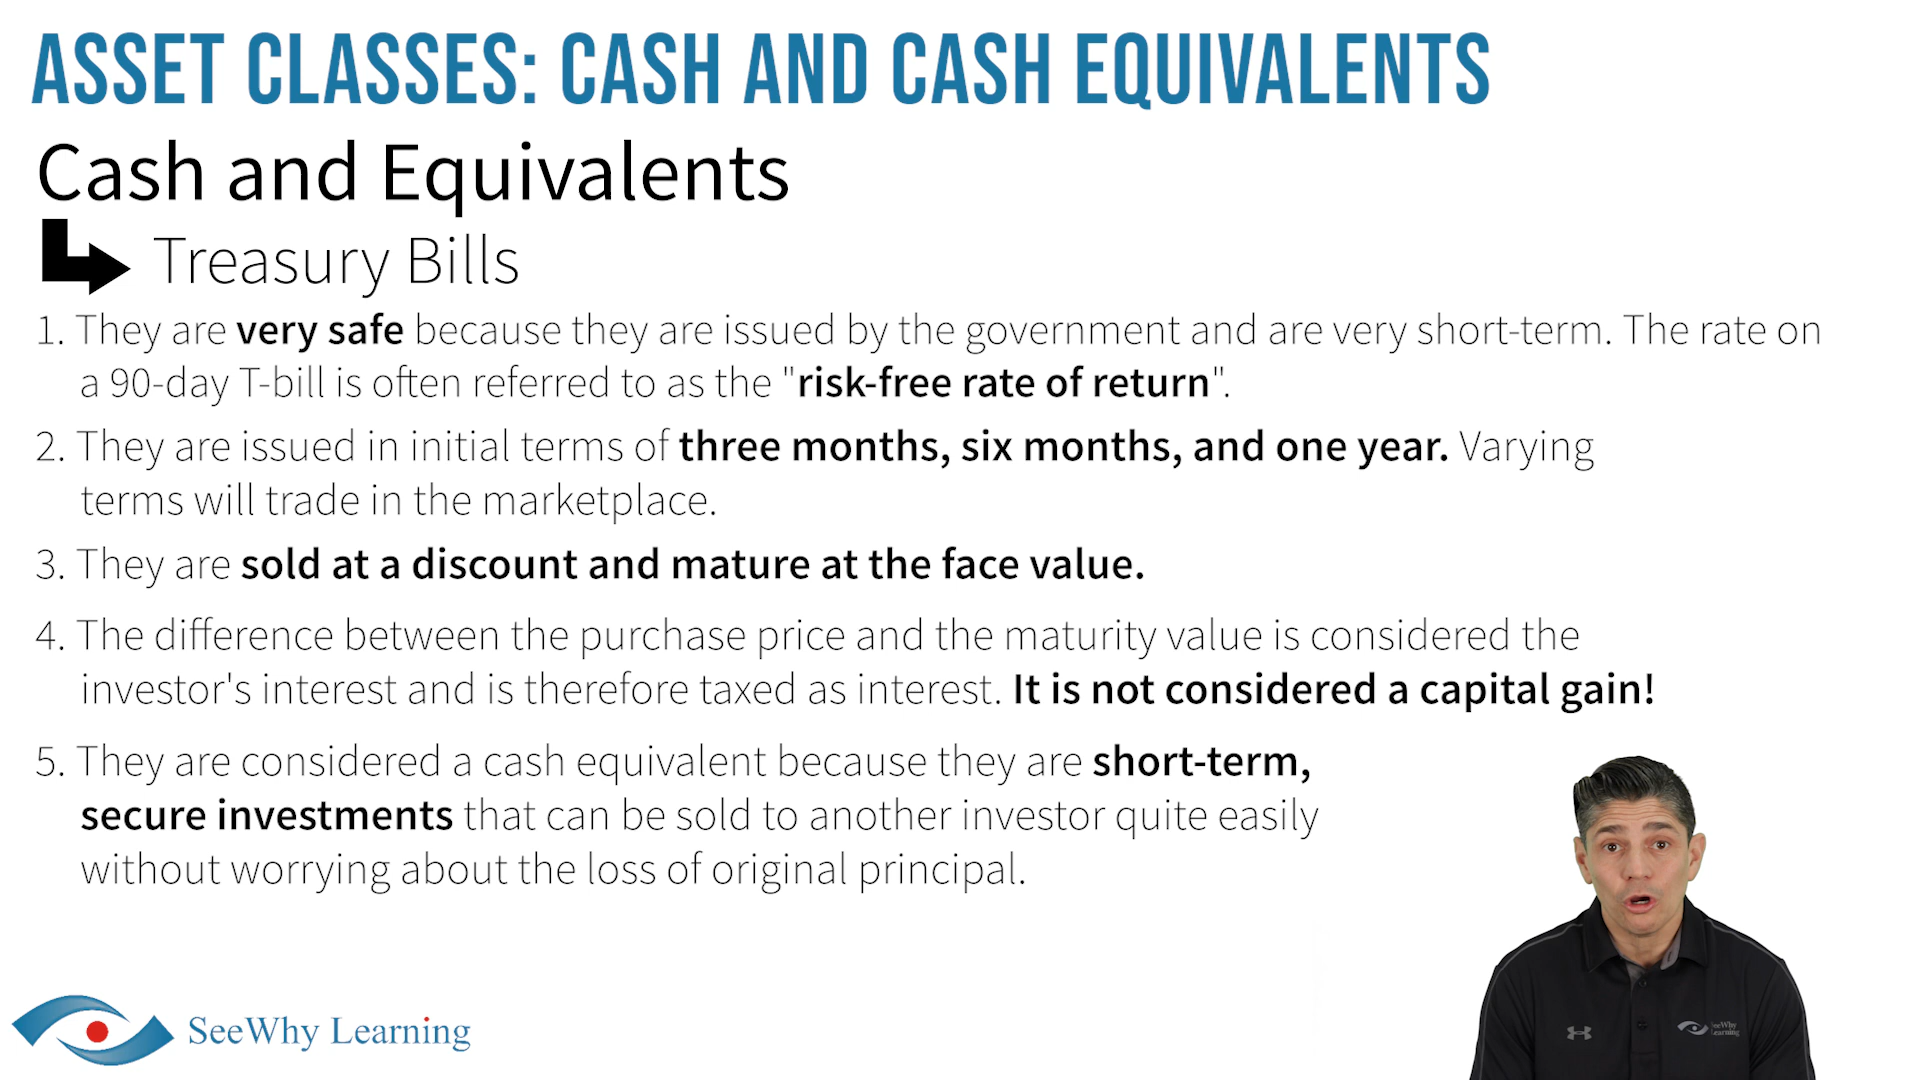 ASSET CLASSES: CASH AND CASH EQUIVALENTS
Cash and Equivalents
Treasury Bills
1. They are very safe because they are issued by the government and are very short-term. The rate on
a 90-day T-bill is often referred to as the "risk-free rate of return".
2. They are issued in initial terms of three months, six months, and one year. Varying
terms will trade in the marketplace.
3. They are sold at a discount and mature at the face value.
4. The difference between the purchase price and the maturity value is considered the
investor's interest and is therefore taxed as interest. It is not considered a capital gain!
5. They are considered a cash equivalent because they are short-term,
secure investments that can be sold to another investor quite easily
without worrying about the loss of original principal.
SeeWhy Learning
SeeWhy
Learning